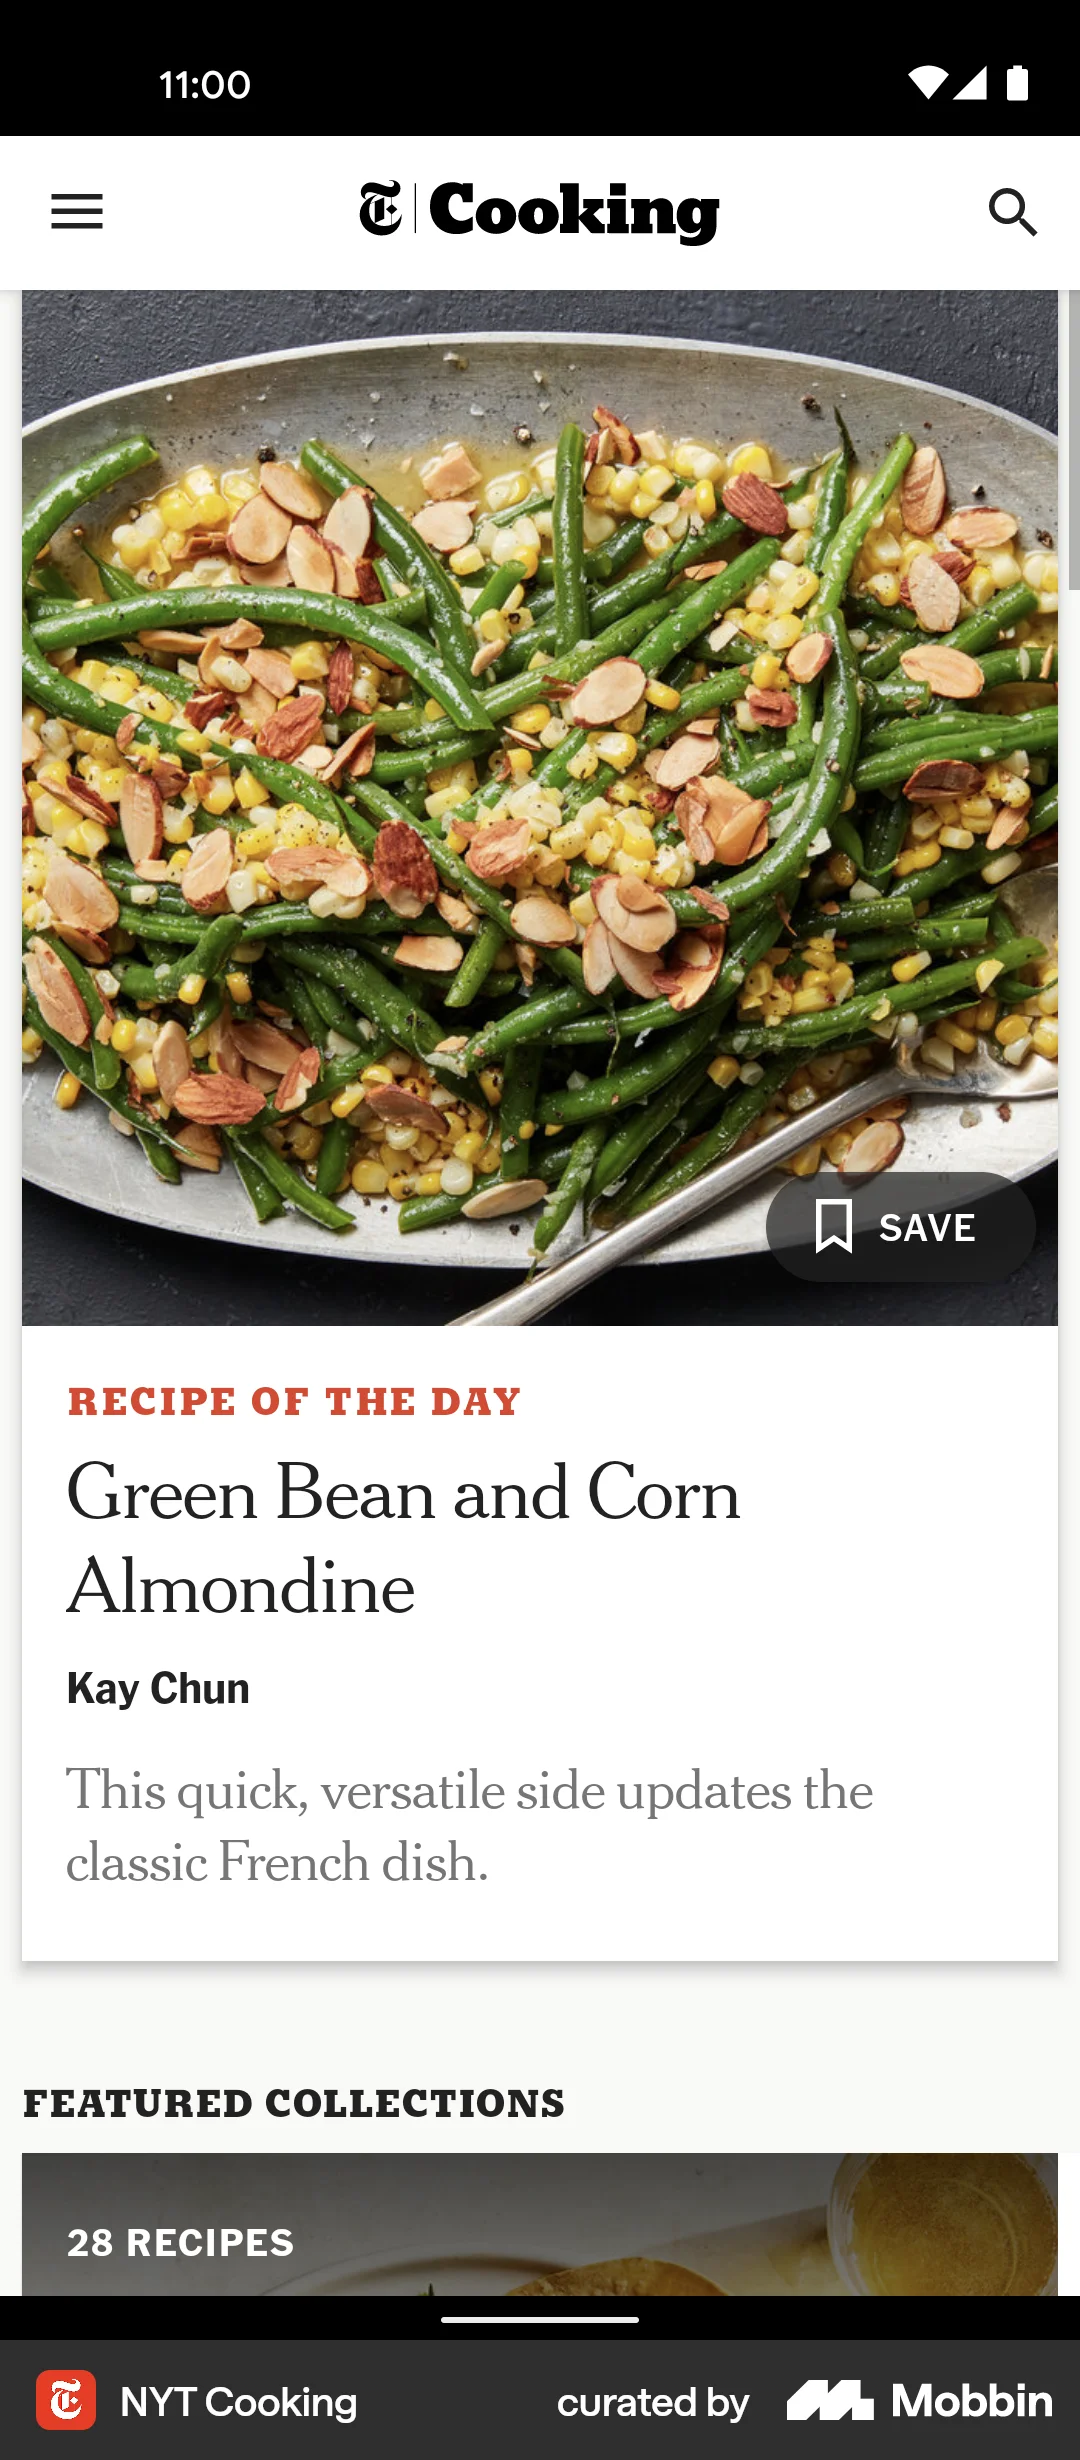 11:00
T Cooking
SAVE
RECIPE OF THE DAY
Green Bean and Corn
Almondine
Kay Chun
This quick, versatile side updates the
classic French dish.
FEATURED COLLECTIONS
28 RECIPES
T NYT Cooking
curated by Mobbin